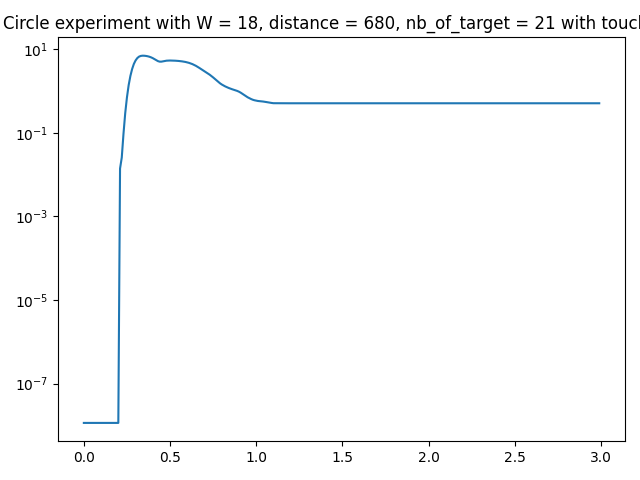 Circle experiment with W = 18, distance = 680, nb_of_target = 21 with touch
10¹
10⁻¹
10⁻³
10⁻⁵
10⁻⁷
0.0 0.5 1.0 1.5 2.0 2.5 3.0